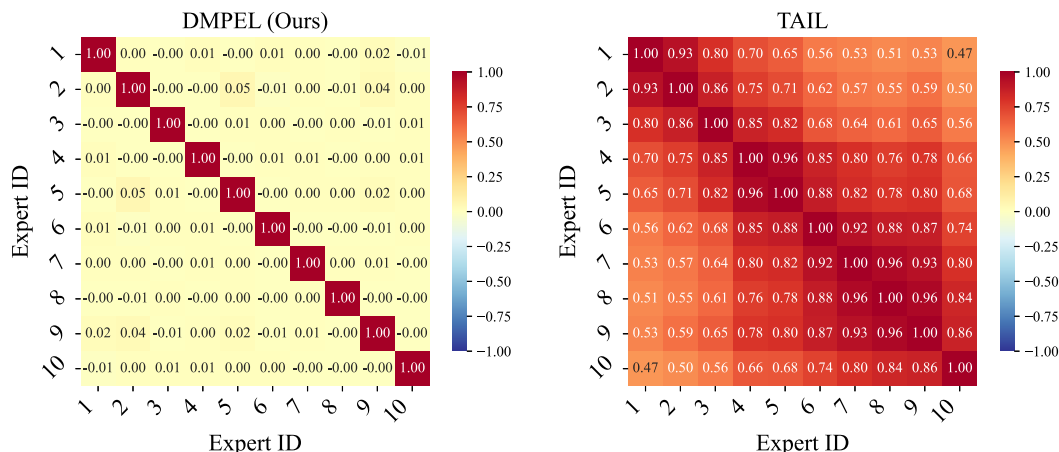 DMPEL (Ours)
1 1.00 0.00 -0.00 0.01 -0.00 0.01 0.00 -0.00 0.02 -0.01
2 0.00 1.00 -0.00 -0.00 0.05 -0.01 0.00 -0.01 0.04 0.00
3 -0.00 -0.00 1.00 -0.00 0.01 0.00 -0.00 -0.00 -0.01 0.01
4 0.01 -0.00 -0.00 1.00 -0.00 0.01 0.01 -0.00 0.00 0.01
5 -0.00 0.05 0.01 -0.00 1.00 -0.00 0.00 0.00 0.02 0.00
6 0.01 -0.01 0.00 0.01 -0.00 1.00 -0.00 -0.00 -0.01 -0.00
7 0.00 0.00 -0.00 0.01 0.00 -0.00 1.00 0.00 0.01 -0.00
8 -0.00 -0.01 -0.00 -0.00 0.00 -0.00 0.00 1.00 -0.00 -0.00
9 0.02 0.04 -0.01 0.00 0.02 -0.01 0.01 -0.00 1.00 -0.00
10 -0.01 0.00 0.01 0.01 0.00 -0.00 -0.00 -0.00 -0.00 1.00
1 2 3 4 5 6 7 8 9 10
Expert ID
Expert ID
1.00
0.75
0.50
0.25
0.00
−0.25
−0.50
−0.75
−1.00
TAIL
1 1.00 0.93 0.80 0.70 0.65 0.56 0.53 0.51 0.53 0.47
2 0.93 1.00 0.86 0.75 0.71 0.62 0.57 0.55 0.59 0.50
3 0.80 0.86 1.00 0.85 0.82 0.68 0.64 0.61 0.65 0.56
4 0.70 0.75 0.85 1.00 0.96 0.85 0.80 0.76 0.78 0.66
5 0.65 0.71 0.82 0.96 1.00 0.88 0.82 0.78 0.80 0.68
6 0.56 0.62 0.68 0.85 0.88 1.00 0.92 0.88 0.87 0.74
7 0.53 0.57 0.64 0.80 0.82 0.92 1.00 0.96 0.93 0.80
8 0.51 0.55 0.61 0.76 0.78 0.88 0.96 1.00 0.96 0.84
9 0.53 0.59 0.65 0.78 0.80 0.87 0.93 0.96 1.00 0.86
10 0.47 0.50 0.56 0.66 0.68 0.74 0.80 0.84 0.86 1.00
1 2 3 4 5 6 7 8 9 10
Expert ID
Expert ID
1.00
0.75
0.50
0.25
0.00
−0.25
−0.50
−0.75
−1.00